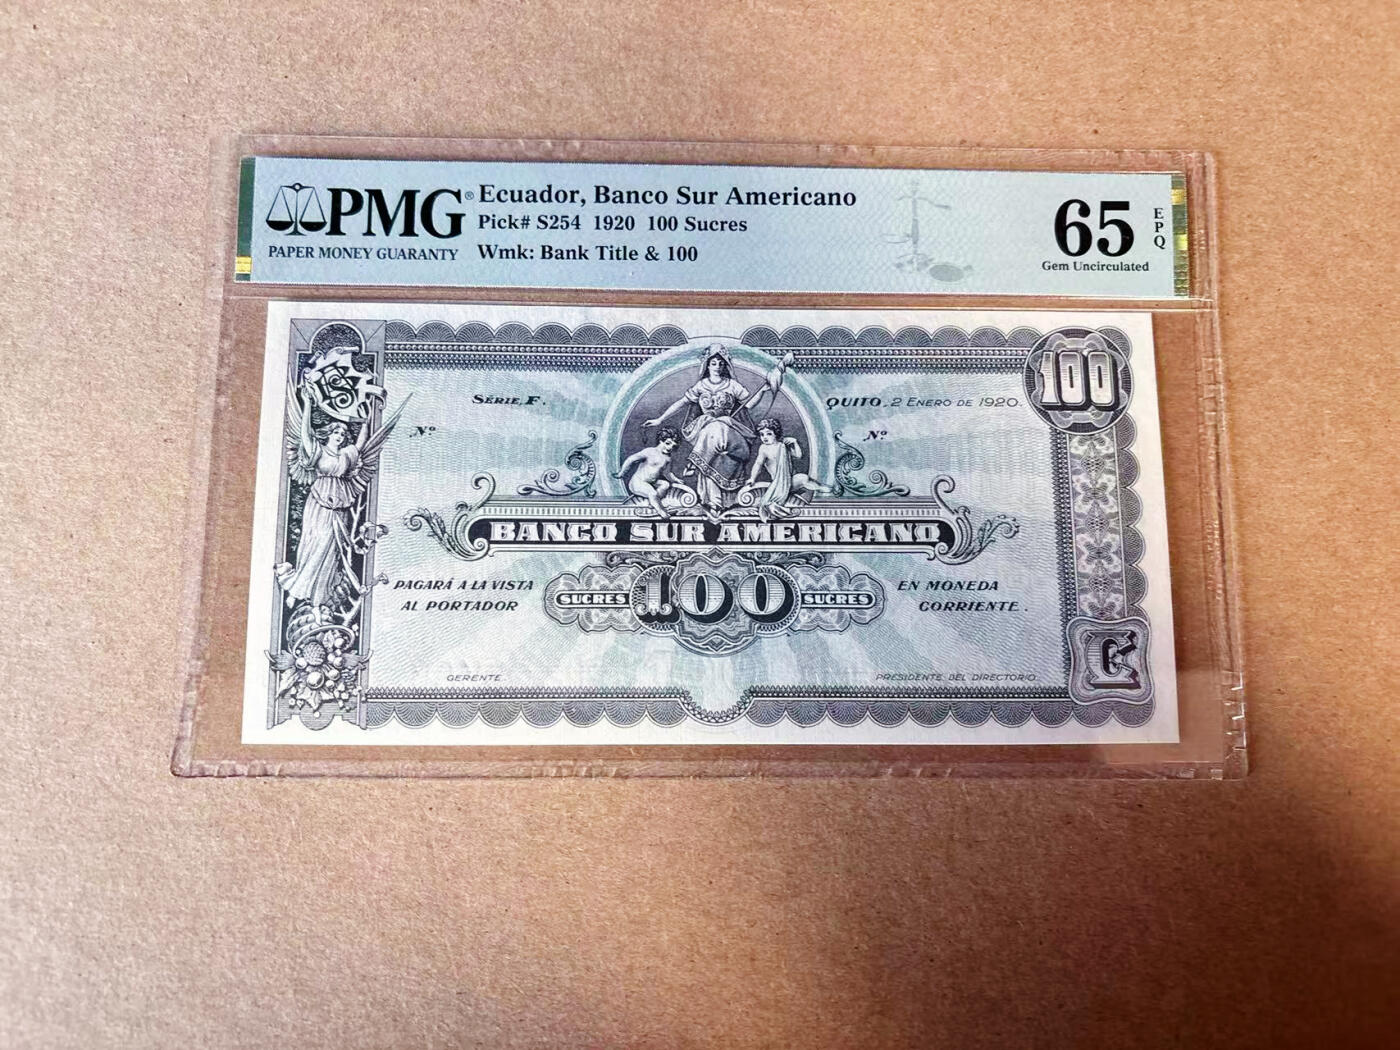 PMG®
PAPER MONEY GUARANTY
Ecuador, Banco Sur Americano
Pick# S254 1920 100 Sucres
Wmk: Bank Title & 100
65
EPQ
Gem Uncirculated
100
SÉRIE, F.
QUITO, 2 ENERO DE 1920.
Nº
Nº
BANCO SUR AMERICANO
PAGARÁ A LA VISTA
AL PORTADOR
SUCRES 100 SUCRES
EN MONEDA
CORRIENTE.
GERENTE.
PRESIDENTE DEL DIRECTORIO.